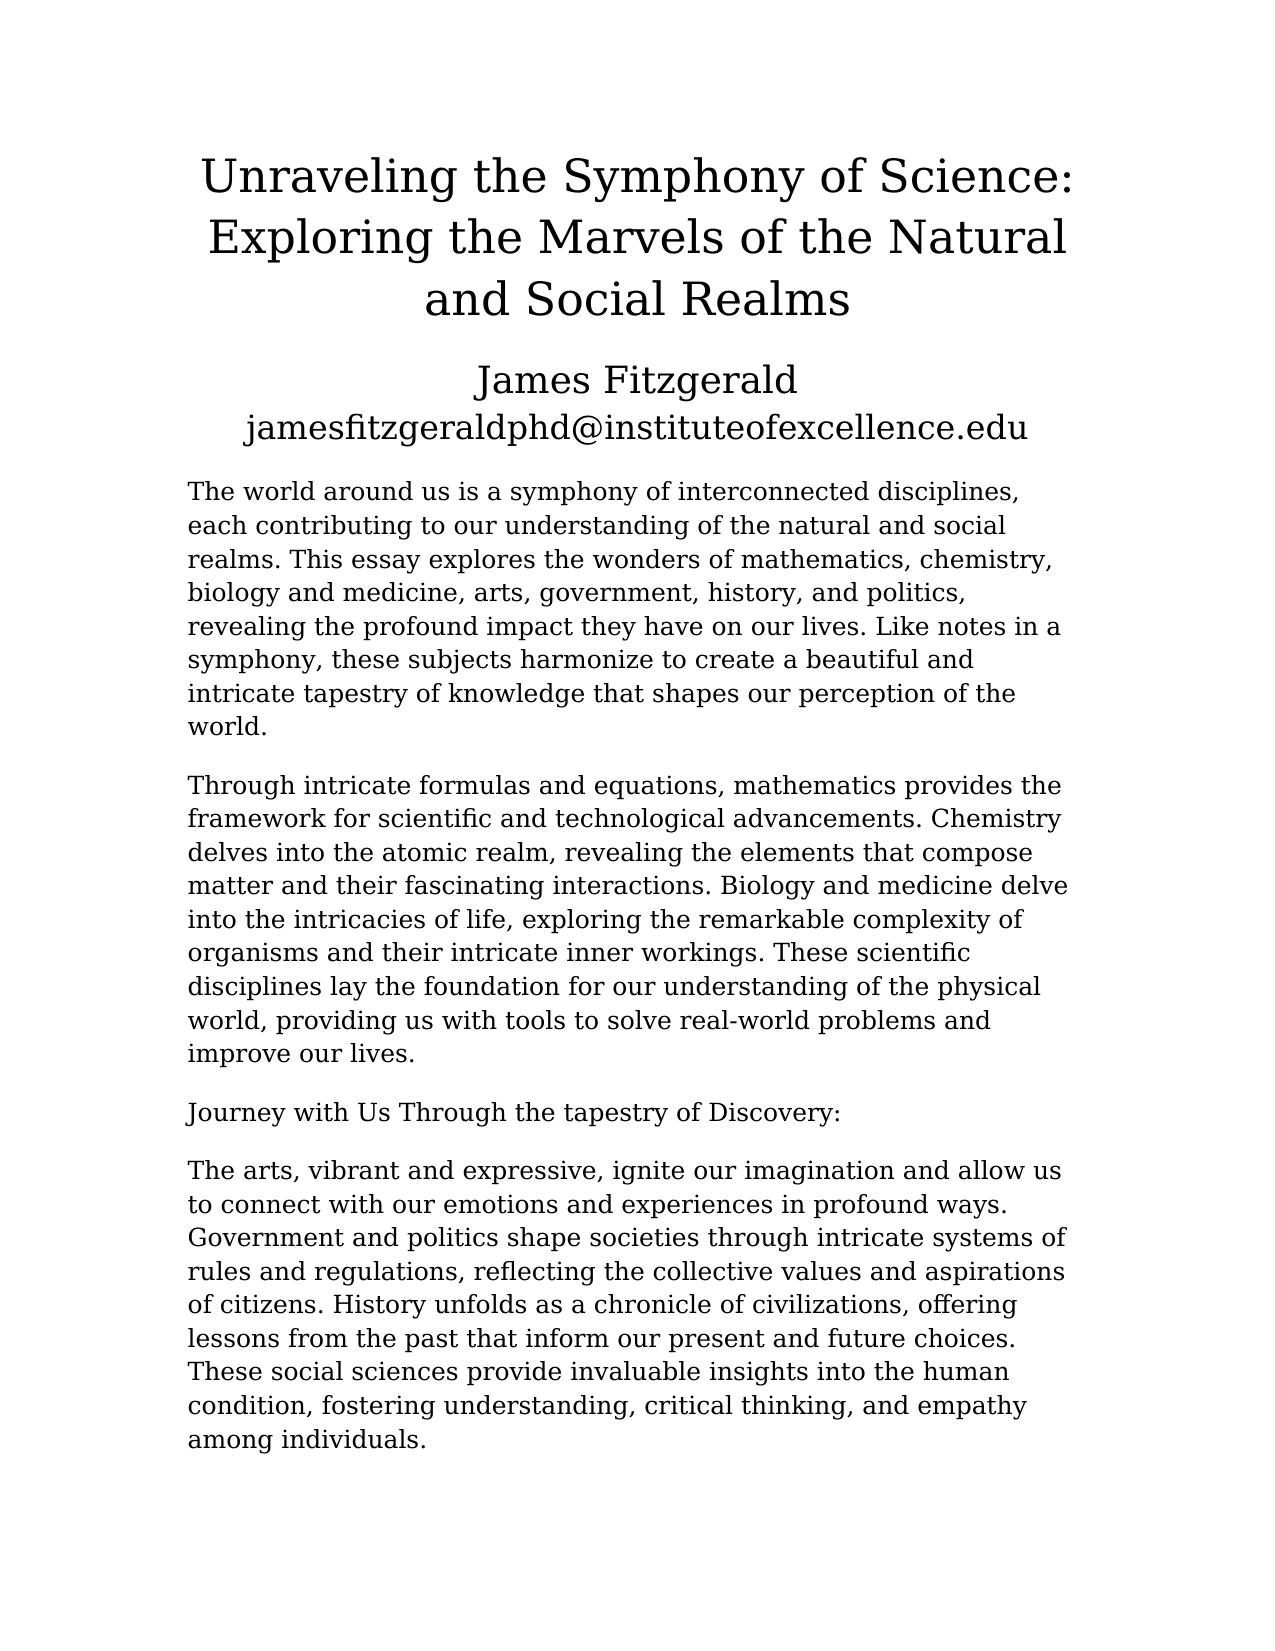 Unraveling the Symphony of Science:
Exploring the Marvels of the Natural
and Social Realms
James Fitzgerald
jamesfitzgeraldphd@instituteofexcellence.edu
The world around us is a symphony of interconnected disciplines,
each contributing to our understanding of the natural and social
realms. This essay explores the wonders of mathematics, chemistry,
biology and medicine, arts, government, history, and politics,
revealing the profound impact they have on our lives. Like notes in a
symphony, these subjects harmonize to create a beautiful and
intricate tapestry of knowledge that shapes our perception of the
world.
Through intricate formulas and equations, mathematics provides the
framework for scientific and technological advancements. Chemistry
delves into the atomic realm, revealing the elements that compose
matter and their fascinating interactions. Biology and medicine delve
into the intricacies of life, exploring the remarkable complexity of
organisms and their intricate inner workings. These scientific
disciplines lay the foundation for our understanding of the physical
world, providing us with tools to solve real-world problems and
improve our lives.
Journey with Us Through the tapestry of Discovery:
The arts, vibrant and expressive, ignite our imagination and allow us
to connect with our emotions and experiences in profound ways.
Government and politics shape societies through intricate systems of
rules and regulations, reflecting the collective values and aspirations
of citizens. History unfolds as a chronicle of civilizations, offering
lessons from the past that inform our present and future choices.
These social sciences provide invaluable insights into the human
condition, fostering understanding, critical thinking, and empathy
among individuals.